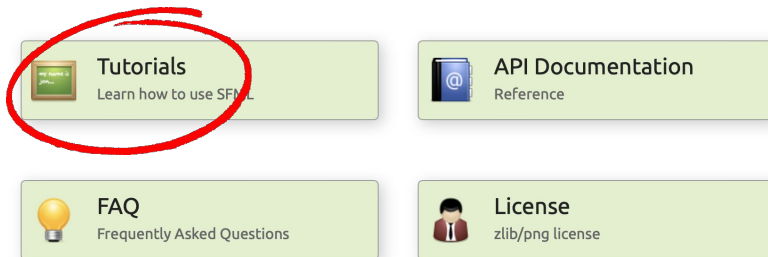 Tutorials
Learn how to use SFML
API Documentation
Reference
FAQ
Frequently Asked Questions
License
zlib/png license